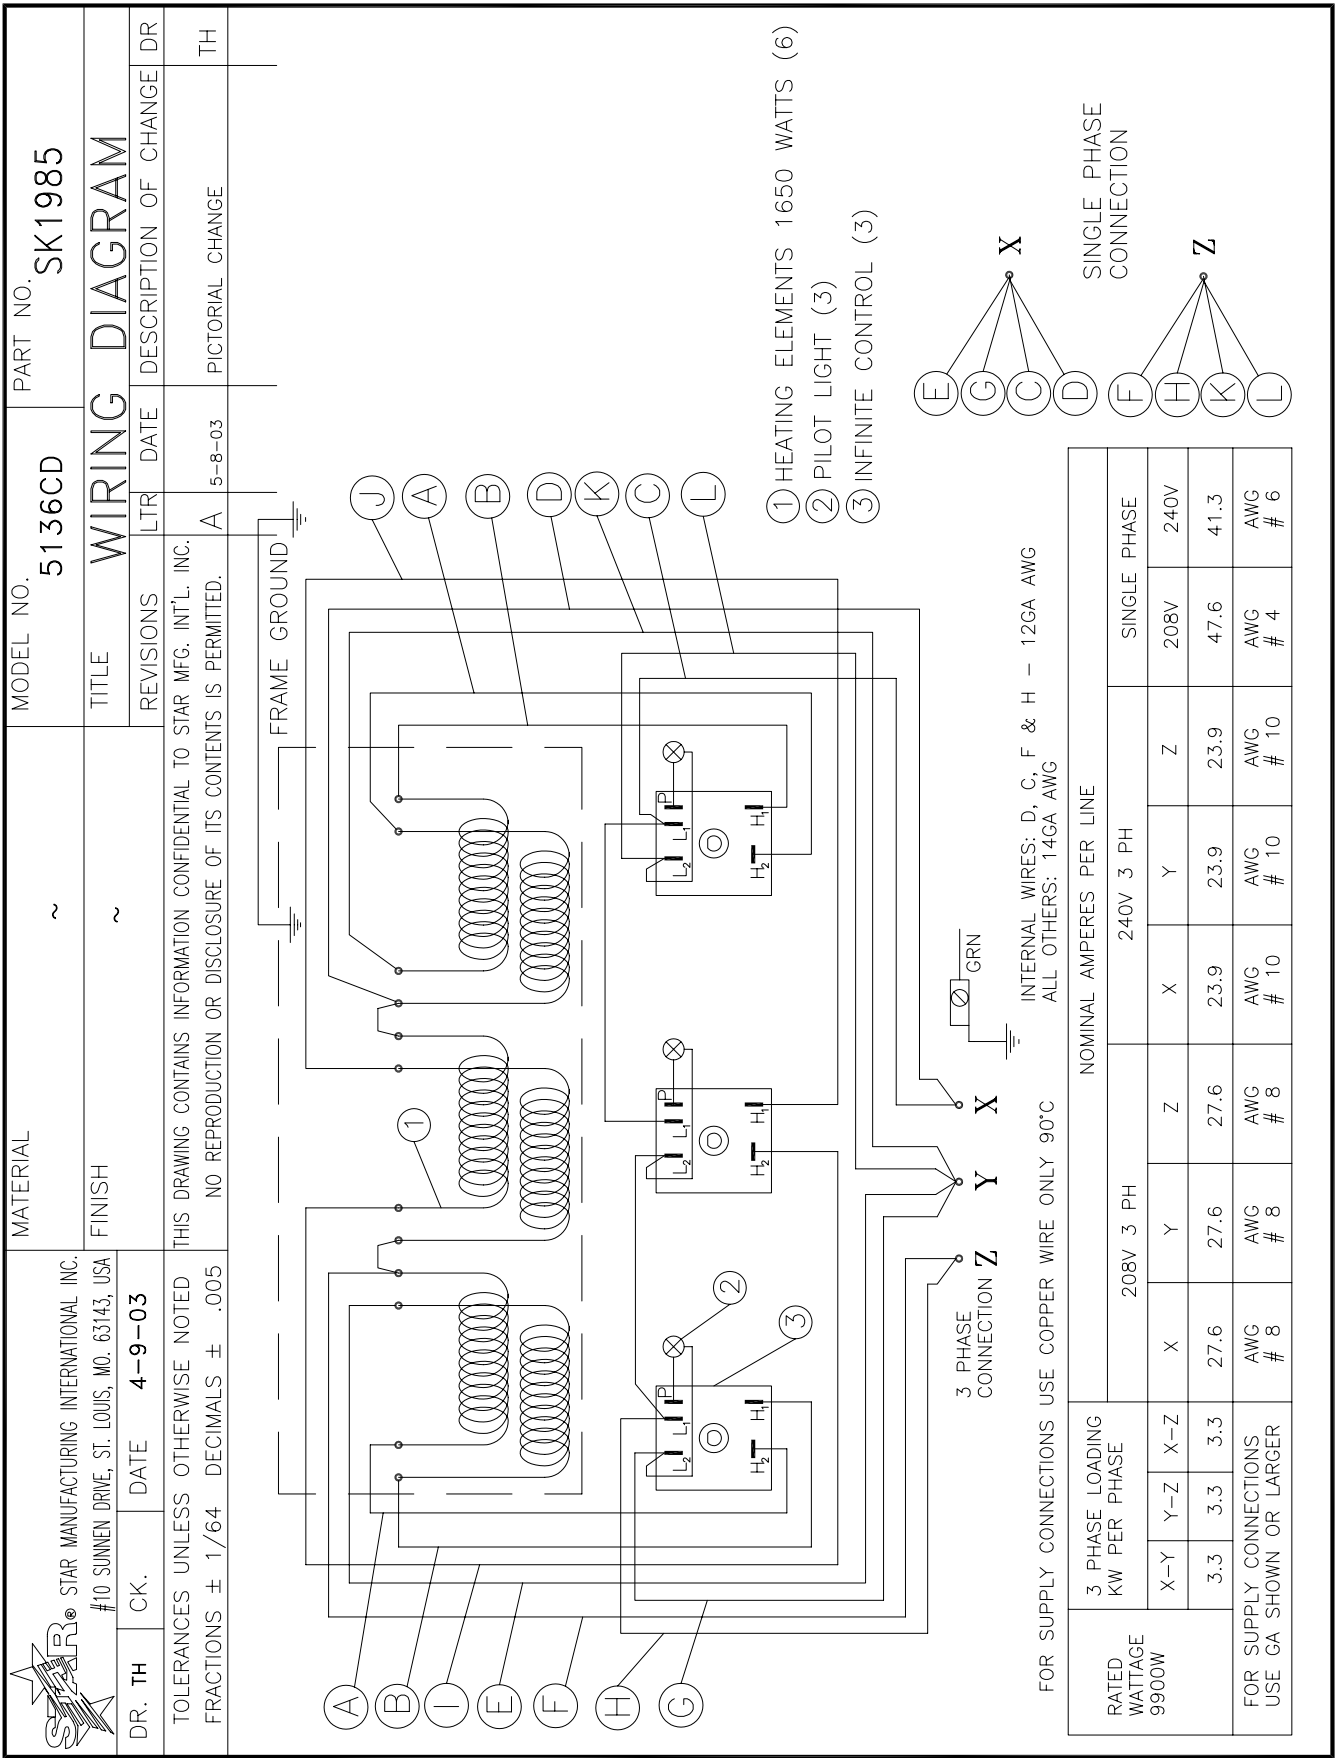 STAR® STAR MANUFACTURING INTERNATIONAL INC.
#10 SUNNEN DRIVE, ST. LOUIS, MO. 63143, USA
DR. TH
CK.
DATE 4-9-03
TOLERANCES UNLESS OTHERWISE NOTED
FRACTIONS ± 1/64 DECIMALS ± .005
MATERIAL
~
FINISH
~
THIS DRAWING CONTAINS INFORMATION CONFIDENTIAL TO STAR MFG. INT'L. INC.
NO REPRODUCTION OR DISCLOSURE OF ITS CONTENTS IS PERMITTED.
MODEL NO.
5136CD
PART NO.
SK1985
TITLE
WIRING DIAGRAM
REVISIONS
LTR
DATE
DESCRIPTION OF CHANGE
DR
A
5-8-03
PICTORIAL CHANGE
TH
FRAME GROUND
A
B
I
E
F
H
G
1
2
3
J
A
B
D
K
C
L
L2
L1
P
H2
H1
L2
L1
P
H2
H1
L2
L1
P
H2
H1
1 HEATING ELEMENTS 1650 WATTS (6)
2 PILOT LIGHT (3)
3 INFINITE CONTROL (3)
3 PHASE
CONNECTION
Z
Y
X
GRN
E
G
C
D
X
F
H
K
L
Z
SINGLE PHASE
CONNECTION
INTERNAL WIRES: D, C, F & H - 12GA AWG
ALL OTHERS: 14GA AWG
FOR SUPPLY CONNECTIONS USE COPPER WIRE ONLY 90°C
RATED
WATTAGE
9900W
3 PHASE LOADING
KW PER PHASE
NOMINAL AMPERES PER LINE
208V 3 PH
240V 3 PH
SINGLE PHASE
X-Y Y-Z X-Z X Y Z X Y Z 208V 240V
3.3 3.3 3.3 27.6 27.6 27.6 23.9 23.9 23.9 47.6 41.3
FOR SUPPLY CONNECTIONS
USE GA SHOWN OR LARGER
AWG AWG AWG AWG AWG AWG AWG AWG
# 8 # 8 # 8 # 10 # 10 # 10 # 4 # 6